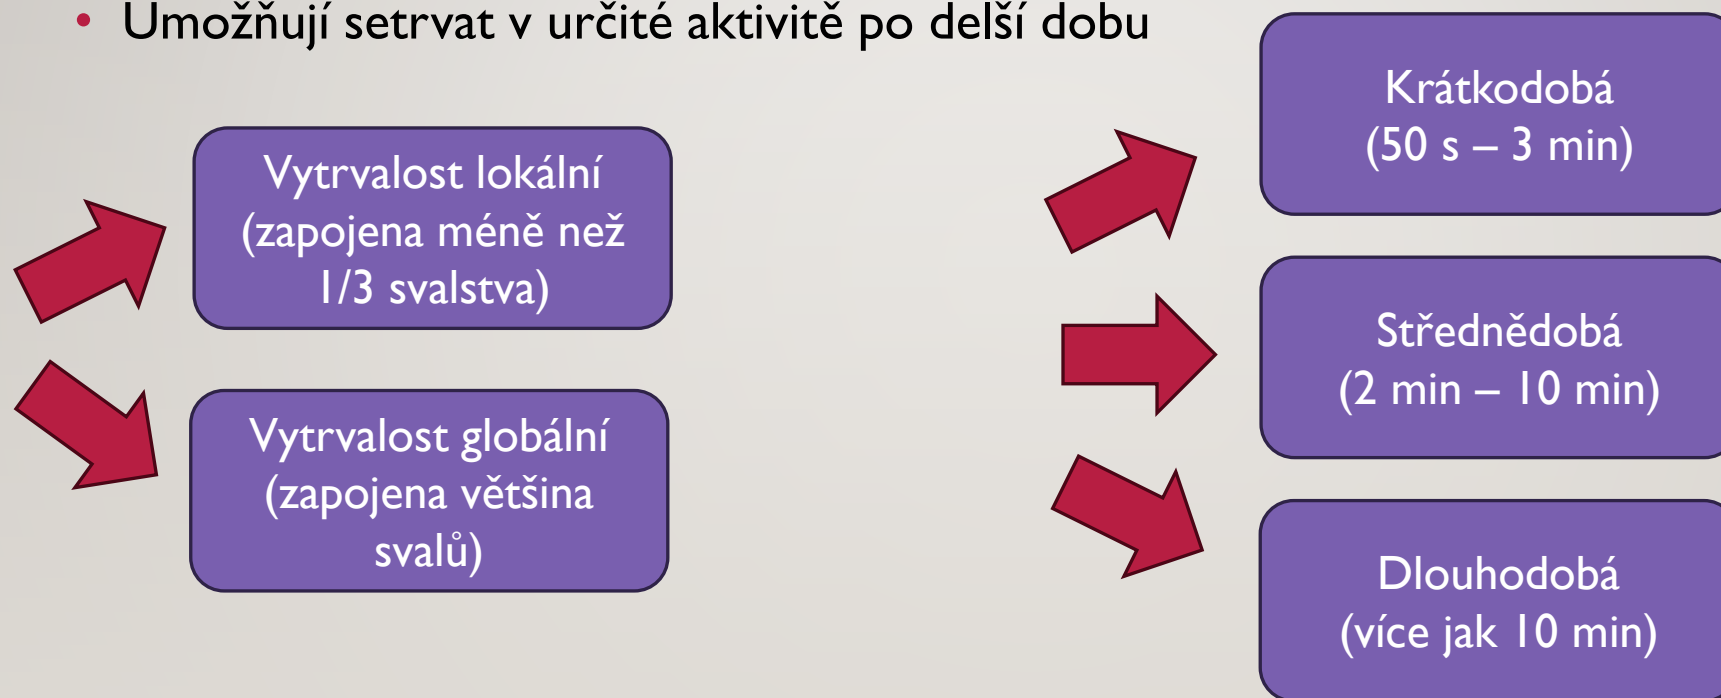 • Umožňují setrvat v určité aktivitě po delší dobu
Vytrvalost lokální
(zapojena méně než
1/3 svalstva)
Vytrvalost globální
(zapojena většina
svalů)
Krátkodobá
(50 s – 3 min)
Střednědobá
(2 min – 10 min)
Dlouhodobá
(více jak 10 min)